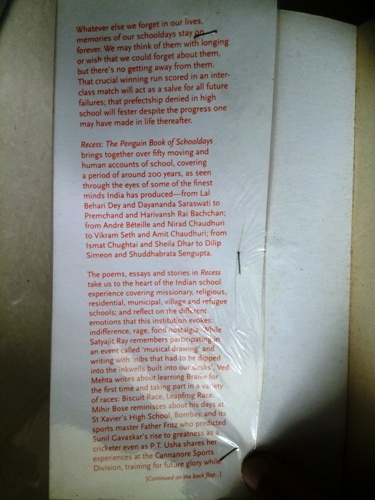 Whatever else we forget in our lives,
memories of our schooldays stay on
forever. We may think of them with longing
or wish that we could forget about them,
but there's no getting away from them.
That crucial winning run scored in an inter-
class match will act as a salve for all future
failures; that prefectship denied in high
school will fester despite the progress one
may have made in life thereafter.
Recess: The Penguin Book of Schooldays
brings together over fifty moving and
human accounts of school, covering
a period of around 200 years, as seen
through the eyes of some of the finest
minds India has produced—from Lal
Behari Dey and Dayananda Saraswati to
Premchand and Harivansh Rai Bachchan;
from André Béteille and Nirad Chaudhuri
to Vikram Seth and Amit Chaudhuri; from
Ismat Chughtai and Sheila Dhar to Dilip
Simeon and Shuddhabrata Sengupta.
The poems, essays and stories in Recess
take us to the heart of the Indian school
experience covering missionary, religious,
residential, municipal, village and refugee
schools; and reflect on the different
emotions that this institution evokes:
indifference, rage, fond nostalgia. While
Satyajit Ray remembers participating in
an event called 'musical drawing' and
writing with 'nibs that had to be dipped
into the inkwells built into our desks', Ved
Mehta writes about learning Braille for
the first time and taking part in a variety
of races: Biscuit Race, Leapfrog Race.
Mihir Bose reminisces about his days at
St Xavier's High School, Bombay, and its
sports master Father Fritz who predicted
Sunil Gavaskar's rise to greatness as a
cricketer even as P.T. Usha shares her
experiences at the Cannanore Sports
Division, training for future glory while
(Continued on the back flap...)